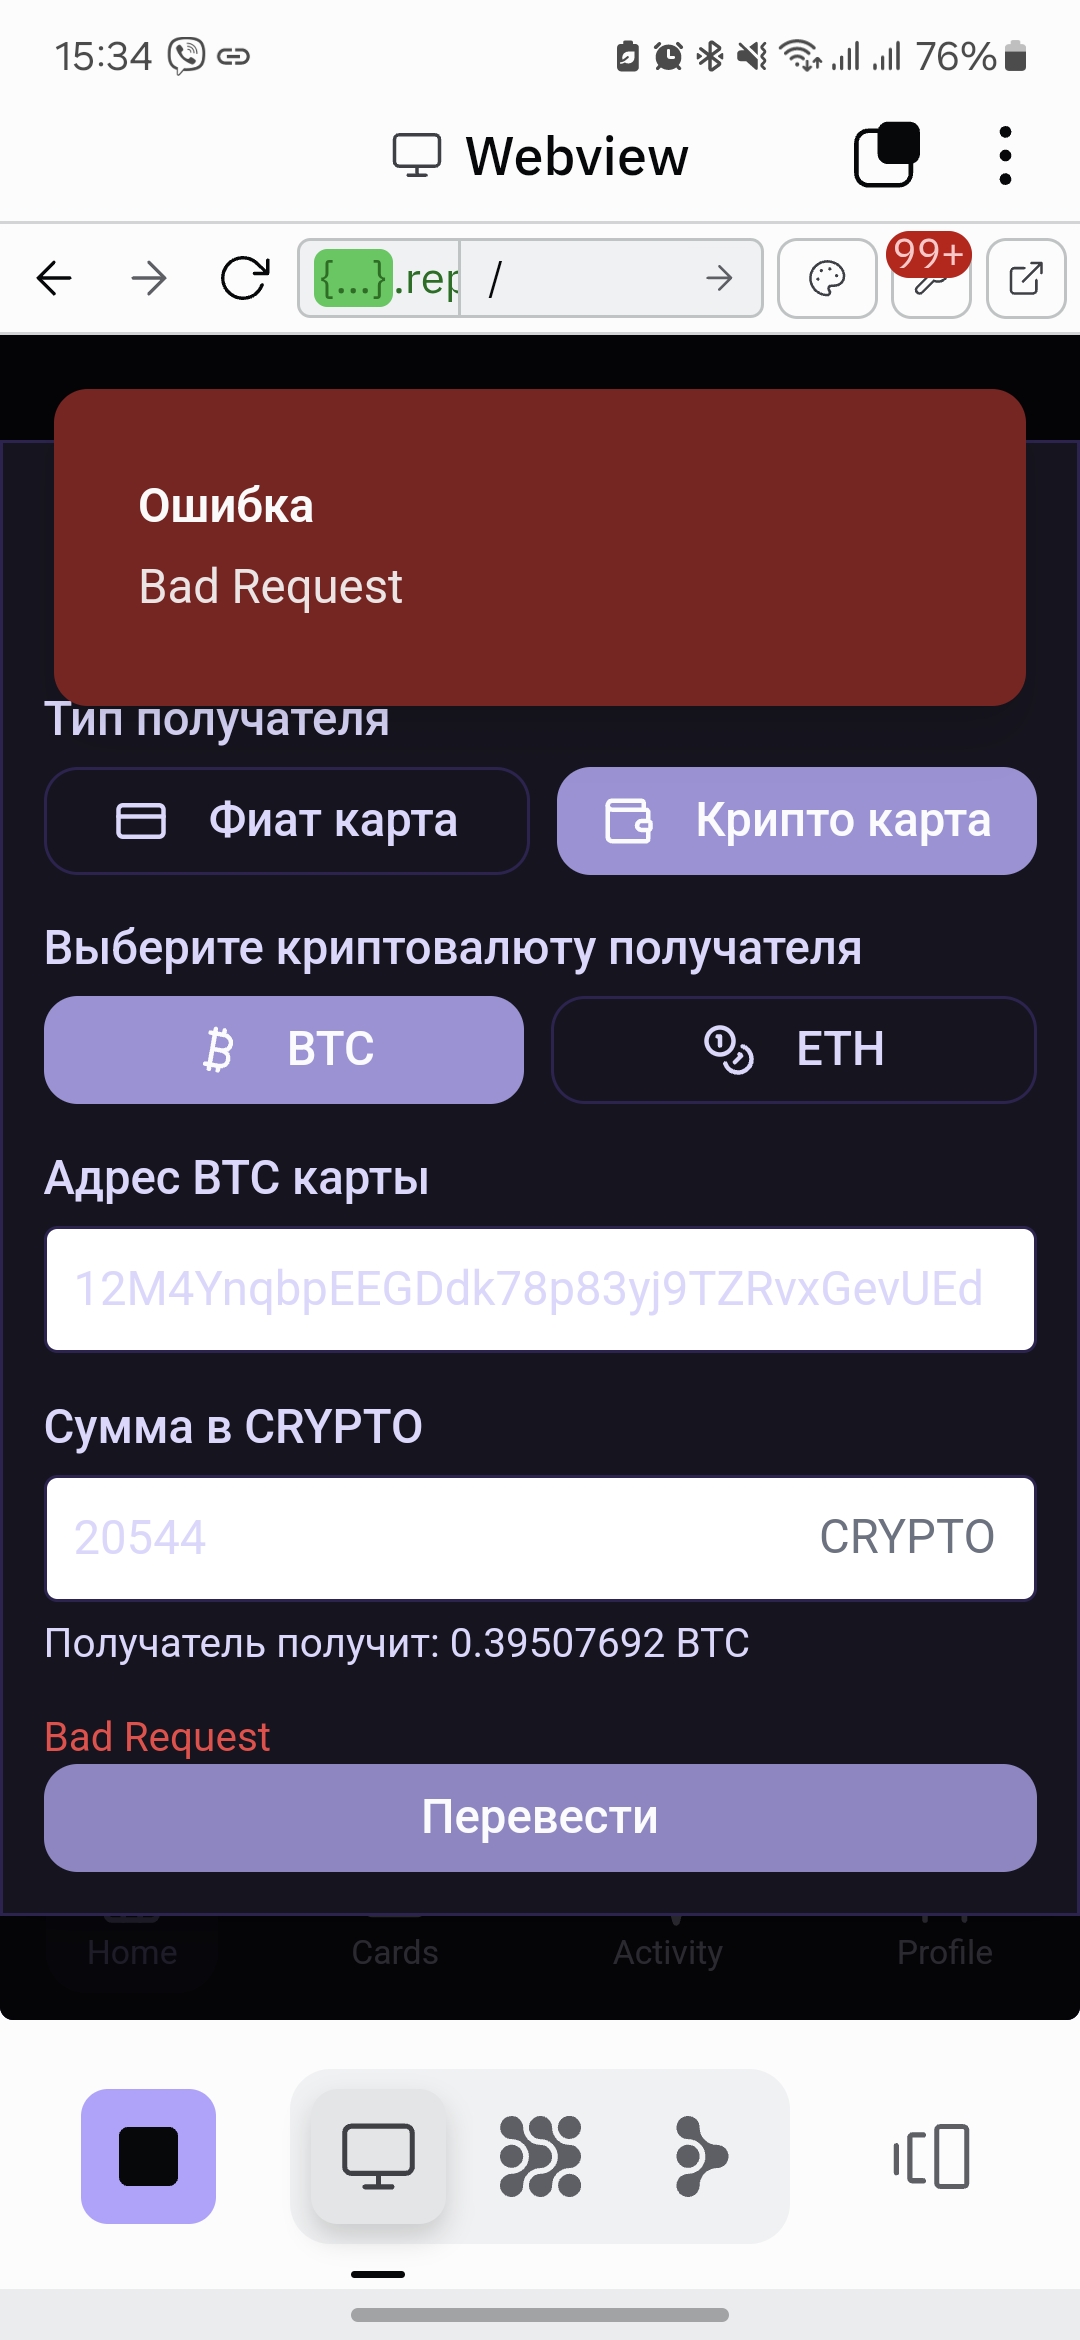 15:34
76%
Webview
{...}.rep
/
99+
Ошибка
Bad Request
Тип получателя
Фиат карта
Крипто карта
Выберите криптовалюту получателя
BTC
ETH
Адрес BTC карты
12M4YnqbpEEGDdk78p83yj9TZRvxGevUEd
Сумма в CRYPTO
20544
CRYPTO
Получатель получит: 0.39507692 BTC
Bad Request
Перевести
Home
Cards
Activity
Profile